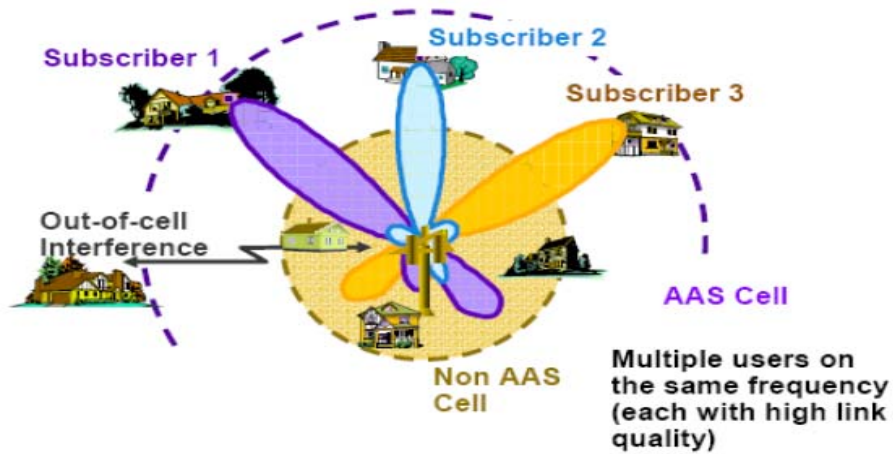 Subscriber 2
Subscriber 1
Subscriber 3
Out-of-cell
Interference
AAS Cell
Non AAS
Cell
Multiple users on
the same frequency
(each with high link
quality)